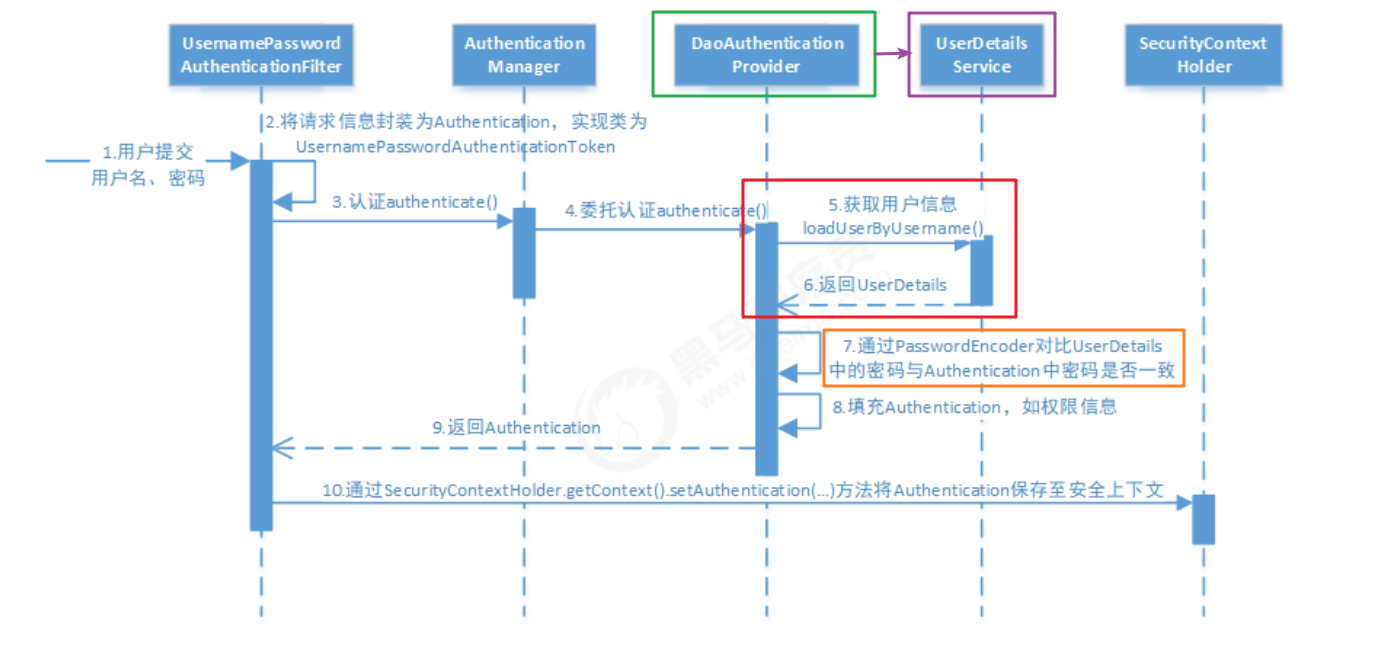 UsernamePassword
AuthenticationFilter
Authentication
Manager
DaoAuthentication
Provider
UserDetails
Service
SecurityContext
Holder
2.将请求信息封装为Authentication，实现类为
UsernamePasswordAuthenticationToken
1.用户提交
用户名、密码
3.认证authenticate()
4.委托认证authenticate()
5.获取用户信息
loadUserByUsername()
6.返回UserDetails
7.通过PasswordEncoder对比UserDetails
中的密码与Authentication中密码是否一致
8.填充Authentication，如权限信息
9.返回Authentication
10.通过SecurityContextHolder.getContext().setAuthentication(...)方法将Authentication保存至安全上下文